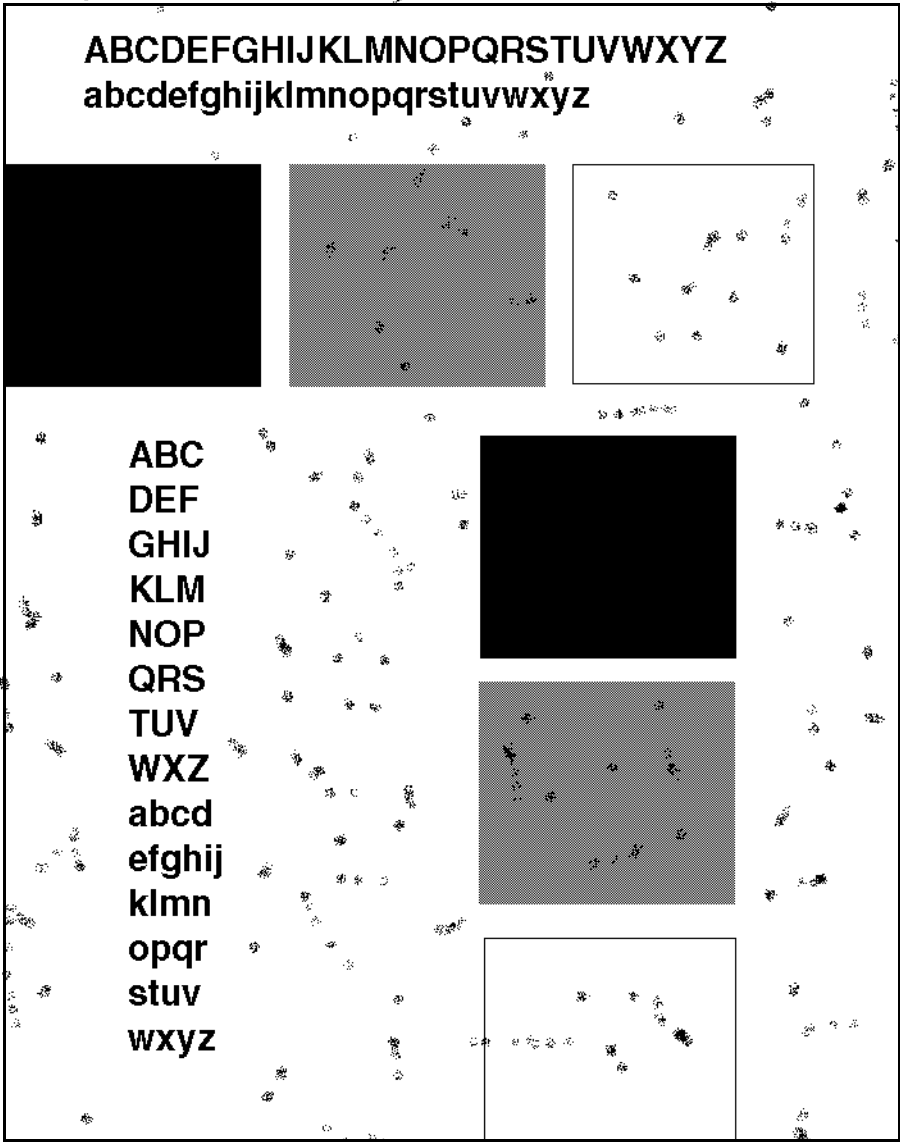 ABCDEFGHIJKLMNOPQRSTUVWXYZ
abcdefghijklmnopqrstuvwxyz
ABC
DEF
GHIJ
KLM
NOP
QRS
TUV
WXZ
abcd
efghij
klmn
opqr
stuv
wxyz